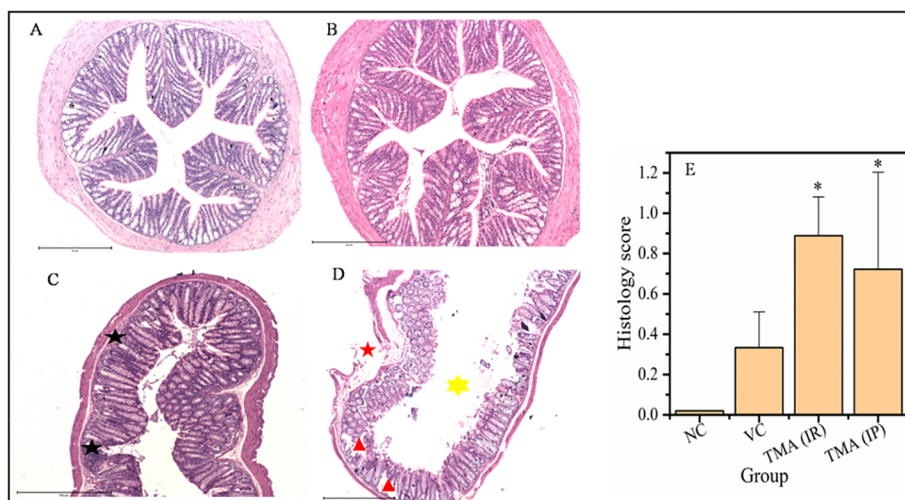 A
B
C
D
E
*
*
1.2
1.0
0.8
0.6
0.4
0.2
0.0
Histology score
NC
VC
TMA (IR)
TMA (IP)
Group